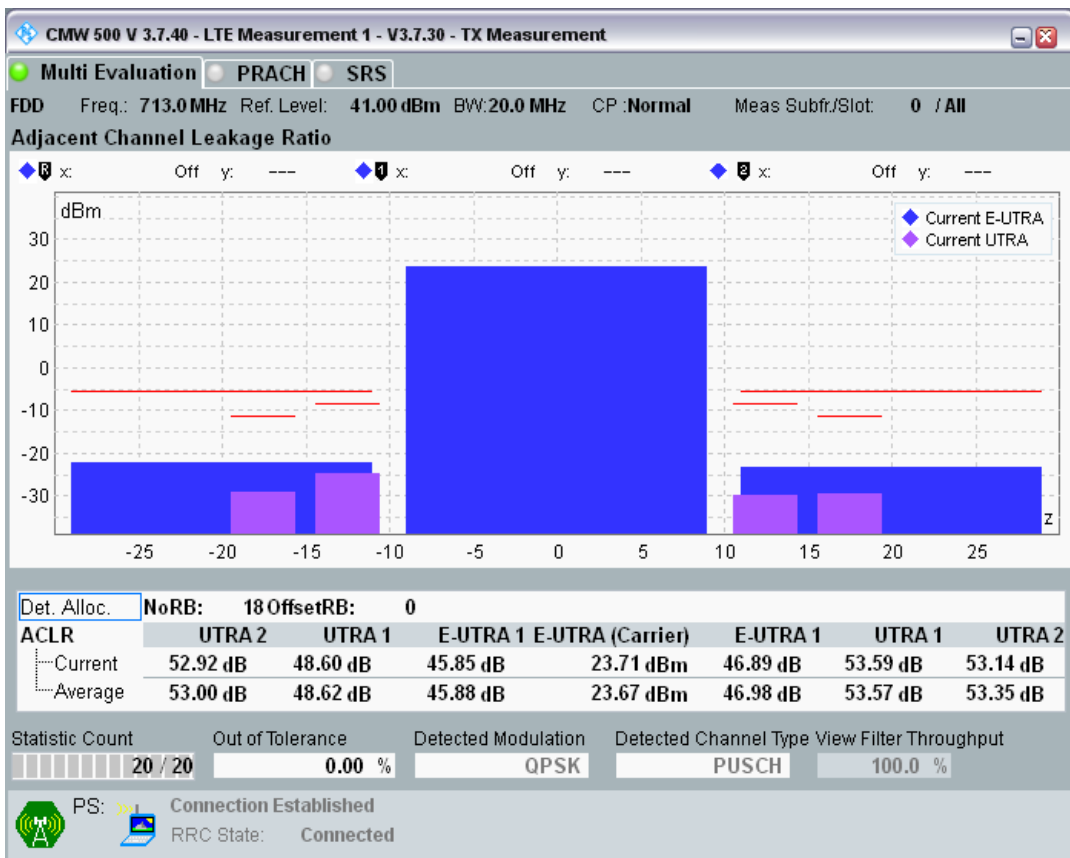 CMW 500 V 3.7.40 - LTE Measurement 1 - V3.7.30 - TX Measurement
Multi Evaluation PRACH SRS
FDD Freq.: 713.0 MHz Ref. Level: 41.00 dBm BW:20.0 MHz CP :Normal Meas Subfr./Slot: 0 / All
Adjacent Channel Leakage Ratio
R x: Off y: --- 1 x: Off y: --- 2 x: Off y: ---
dBm
Current E-UTRA
Current UTRA
30
20
10
0
-10
-20
-30
z
-25 -20 -15 -10 -5 0 5 10 15 20 25
Det. Alloc. NoRB: 18 OffsetRB: 0
ACLR UTRA 2 UTRA 1 E-UTRA 1 E-UTRA (Carrier) E-UTRA 1 UTRA 1 UTRA 2
Current 52.92 dB 48.60 dB 45.85 dB 23.71 dBm 46.89 dB 53.59 dB 53.14 dB
Average 53.00 dB 48.62 dB 45.88 dB 23.67 dBm 46.98 dB 53.57 dB 53.35 dB
Statistic Count Out of Tolerance Detected Modulation Detected Channel Type View Filter Throughput
20 / 20 0.00 % QPSK PUSCH 100.0 %
PS: Connection Established
RRC State: Connected